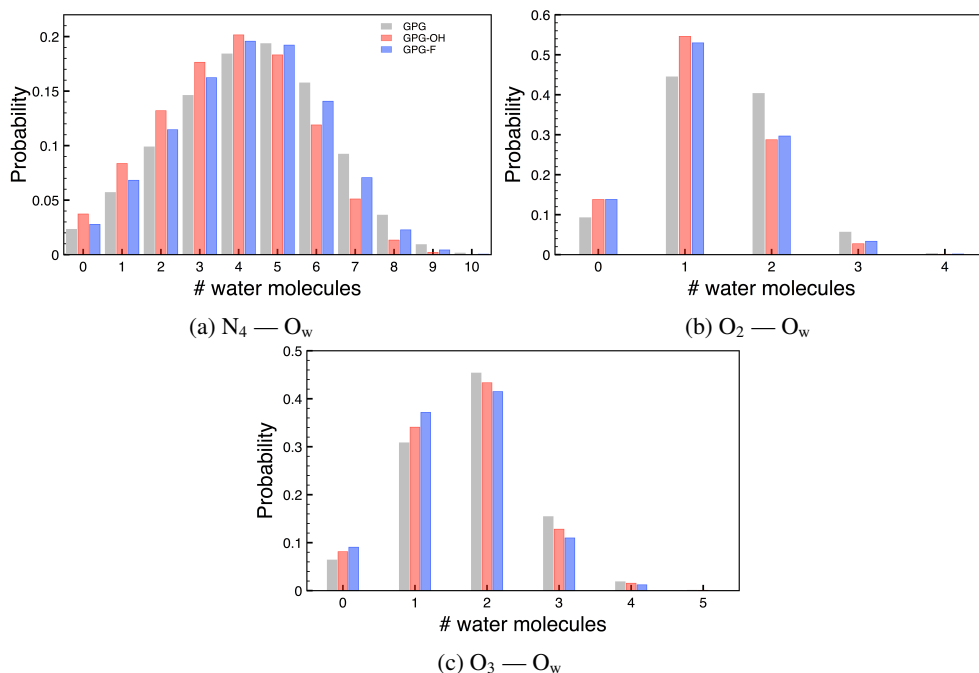 GPG
GPG-OH
GPG-F
0.2
0.15
0.1
0.05
0
Probability
0 1 2 3 4 5 6 7 8 9 10
# water molecules
(a) N₄ — O_w
0.6
0.5
0.4
0.3
0.2
0.1
0
Probability
0 1 2 3 4
# water molecules
(b) O₂ — O_w
0.5
0.4
0.3
0.2
0.1
0
Probability
0 1 2 3 4 5
# water molecules
(c) O₃ — O_w